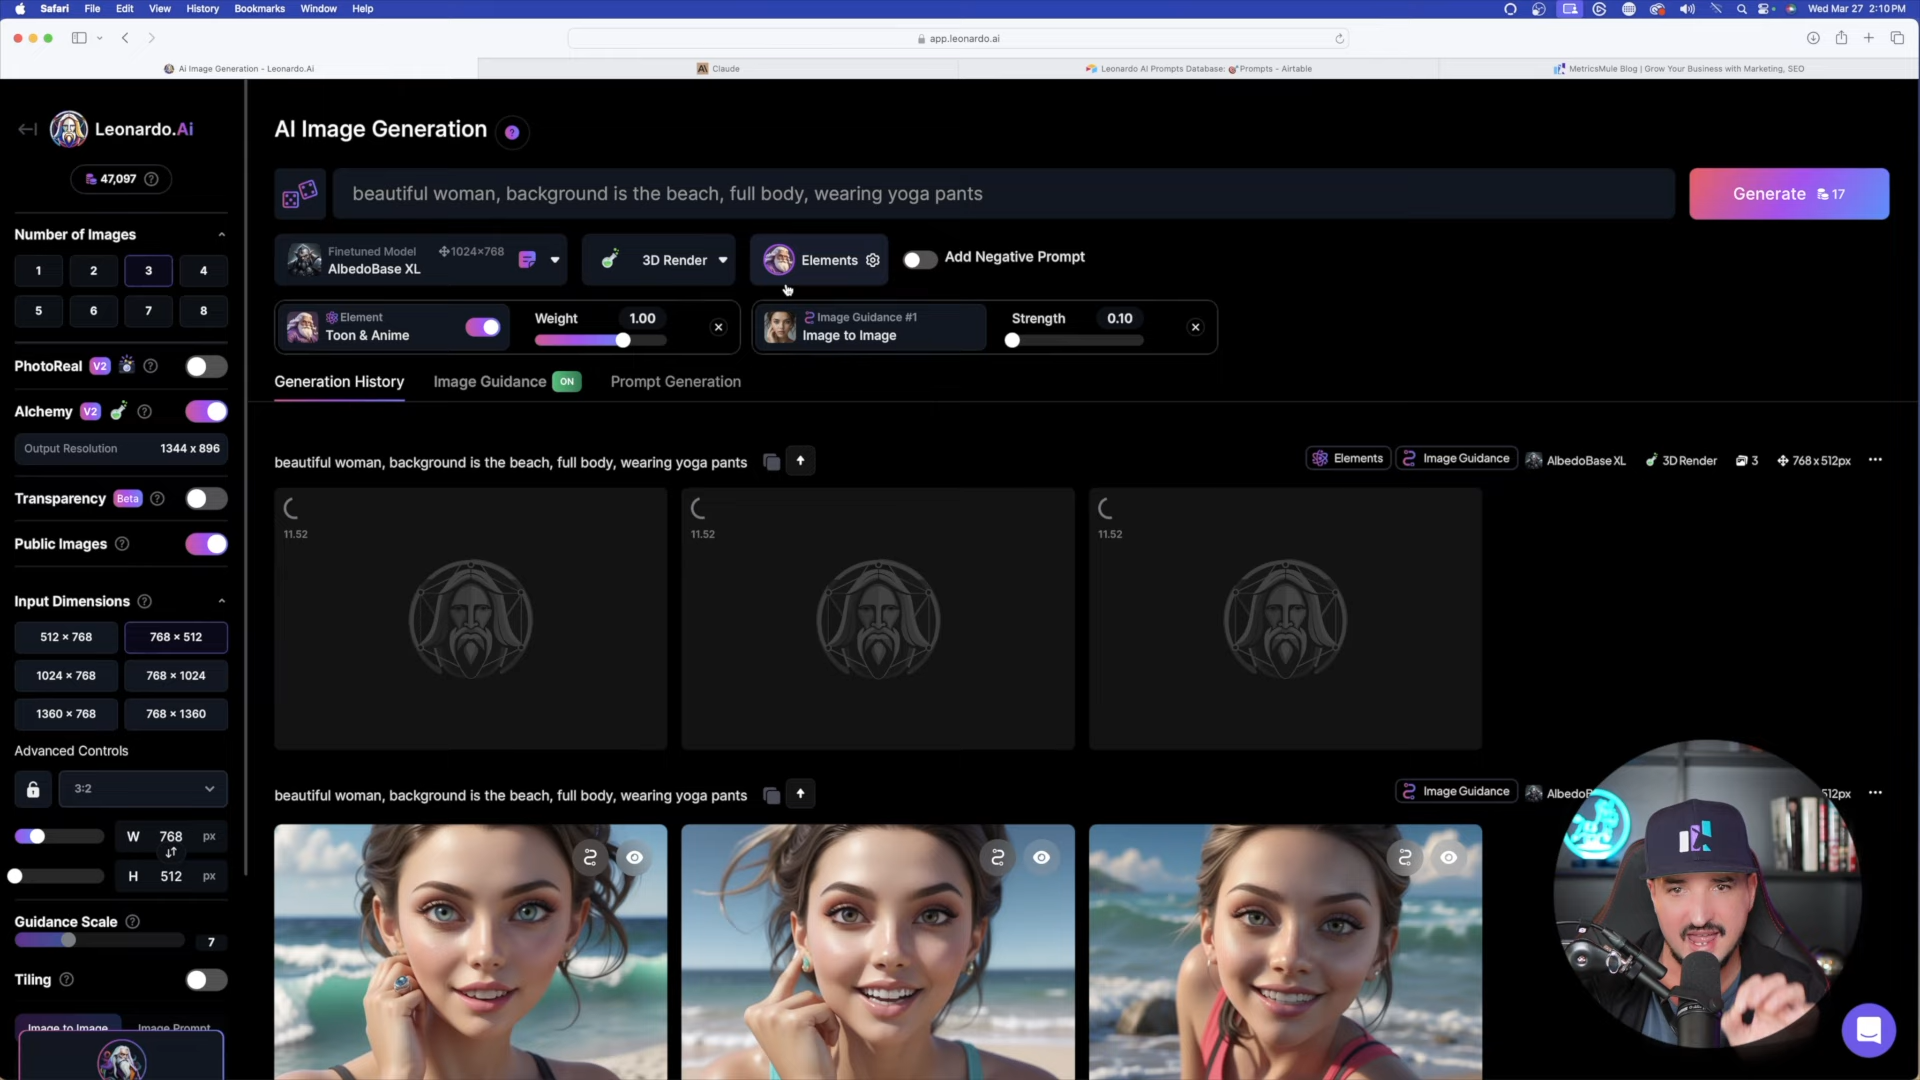 Safari File Edit View History Bookmarks Window Help
Wed Mar 27 2:10 PM
app.leonardo.ai
Ai Image Generation - Leonardo.Ai
Claude
Leonardo AI Prompts Database: 🎯Prompts - Airtable
MetricsMule Blog | Grow Your Business with Marketing, SEO
Leonardo.Ai
47,097
Number of Images
1 2 3 4
5 6 7 8
PhotoReal V2
Alchemy V2
Output Resolution 1344 x 896
Transparency Beta
Public Images
Input Dimensions
512 × 768 768 × 512
1024 × 768 768 × 1024
1360 × 768 768 × 1360
Advanced Controls
3:2
W 768 px
H 512 px
Guidance Scale
7
Tiling
Image to Image Image Prompt
AI Image Generation
beautiful woman, background is the beach, full body, wearing yoga pants
Generate 17
Finetuned Model 1024×768
AlbedoBase XL
3D Render
Elements
Add Negative Prompt
Element
Toon & Anime
Weight 1.00
Image Guidance #1
Image to Image
Strength 0.10
Generation History
Image Guidance ON
Prompt Generation
beautiful woman, background is the beach, full body, wearing yoga pants
Elements
Image Guidance
AlbedoBase XL
3D Render
3
768 x 512px
11.52
11.52
11.52
beautiful woman, background is the beach, full body, wearing yoga pants
Image Guidance
AlbedoB
512px